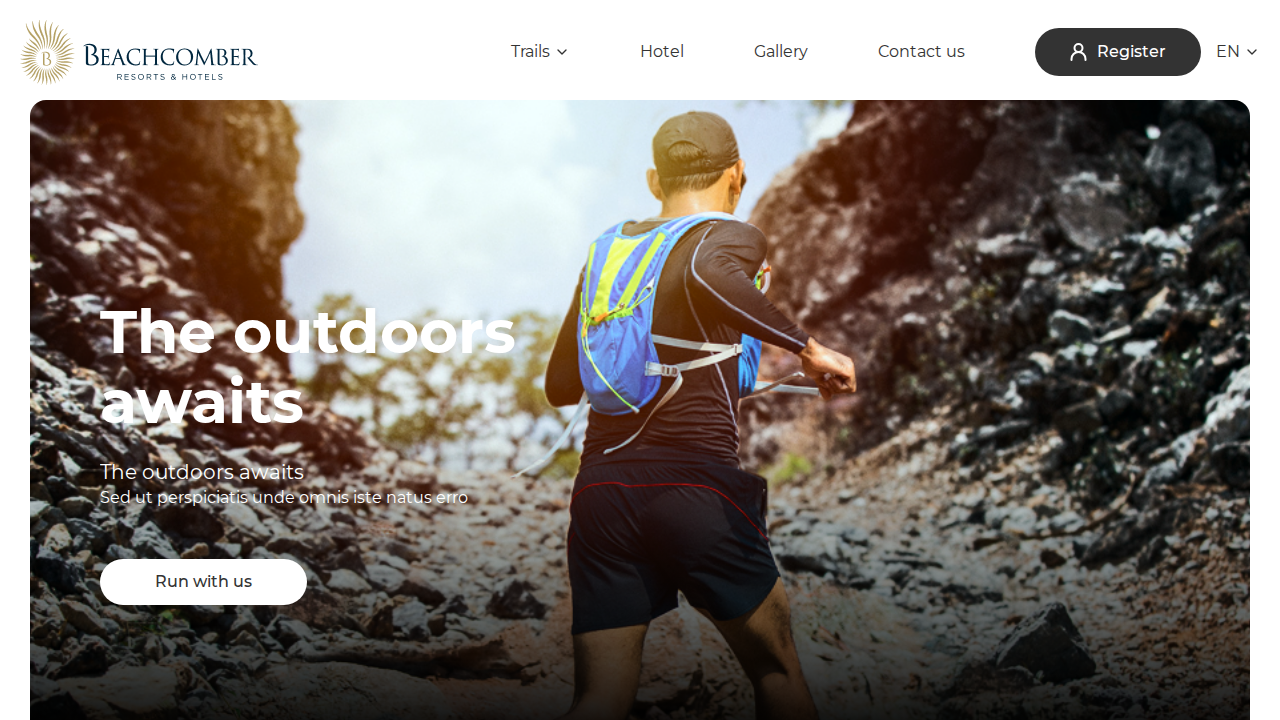 B
BEACHCOMBER
RESORTS & HOTELS
Trails
Hotel
Gallery
Contact us
Register
EN
The outdoors
awaits
The outdoors awaits
Sed ut perspiciatis unde omnis iste natus erro
Run with us